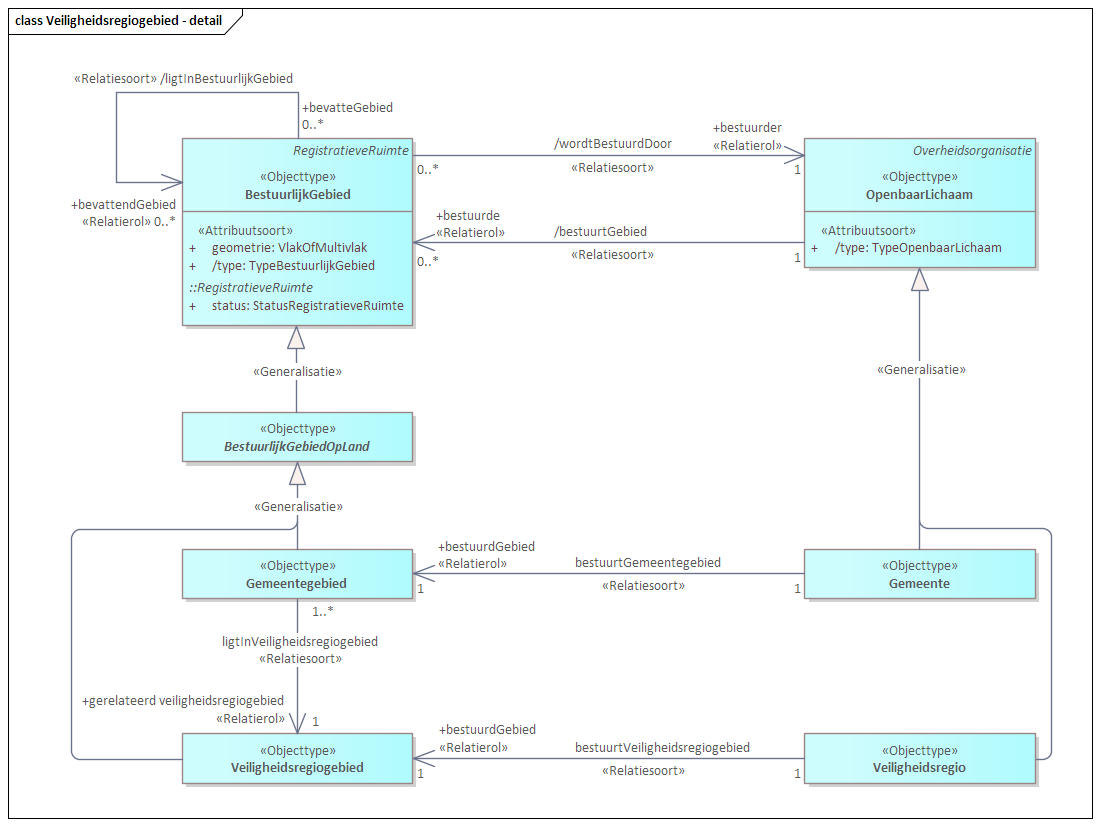 class Veiligheidsregiogebied - detail
«Relatiesoort» /ligtInBestuurlijkGebied
+bevatteGebied
0..*
+bevattendGebied
«Relatierol» 0..*
RegistratieveRuimte
«Objecttype»
BestuurlijkGebied
«Attribuutsoort»
+ geometrie: VlakOfMultivlak
+ /type: TypeBestuurlijkGebied
::RegistratieveRuimte
+ status: StatusRegistratieveRuimte
/wordtBestuurdDoor
«Relatiesoort»
0..*
+bestuurder
«Relatierol»
1
+bestuurde
«Relatierol»
0..*
/bestuurtGebied
«Relatiesoort»
1
Overheidsorganisatie
«Objecttype»
OpenbaarLichaam
«Attribuutsoort»
+ /type: TypeOpenbaarLichaam
«Generalisatie»
«Generalisatie»
«Objecttype»
BestuurlijkGebiedOpLand
«Generalisatie»
«Objecttype»
Gemeentegebied
+bestuurdGebied
«Relatierol»
1
bestuurtGemeentegebied
«Relatiesoort»
1
«Objecttype»
Gemeente
1..*
ligtInVeiligheidsregiogebied
«Relatiesoort»
+gerelateerd veiligheidsregiogebied
«Relatierol»
1
«Objecttype»
Veiligheidsregiogebied
+bestuurdGebied
«Relatierol»
1
bestuurtVeiligheidsregiogebied
«Relatiesoort»
1
«Objecttype»
Veiligheidsregio